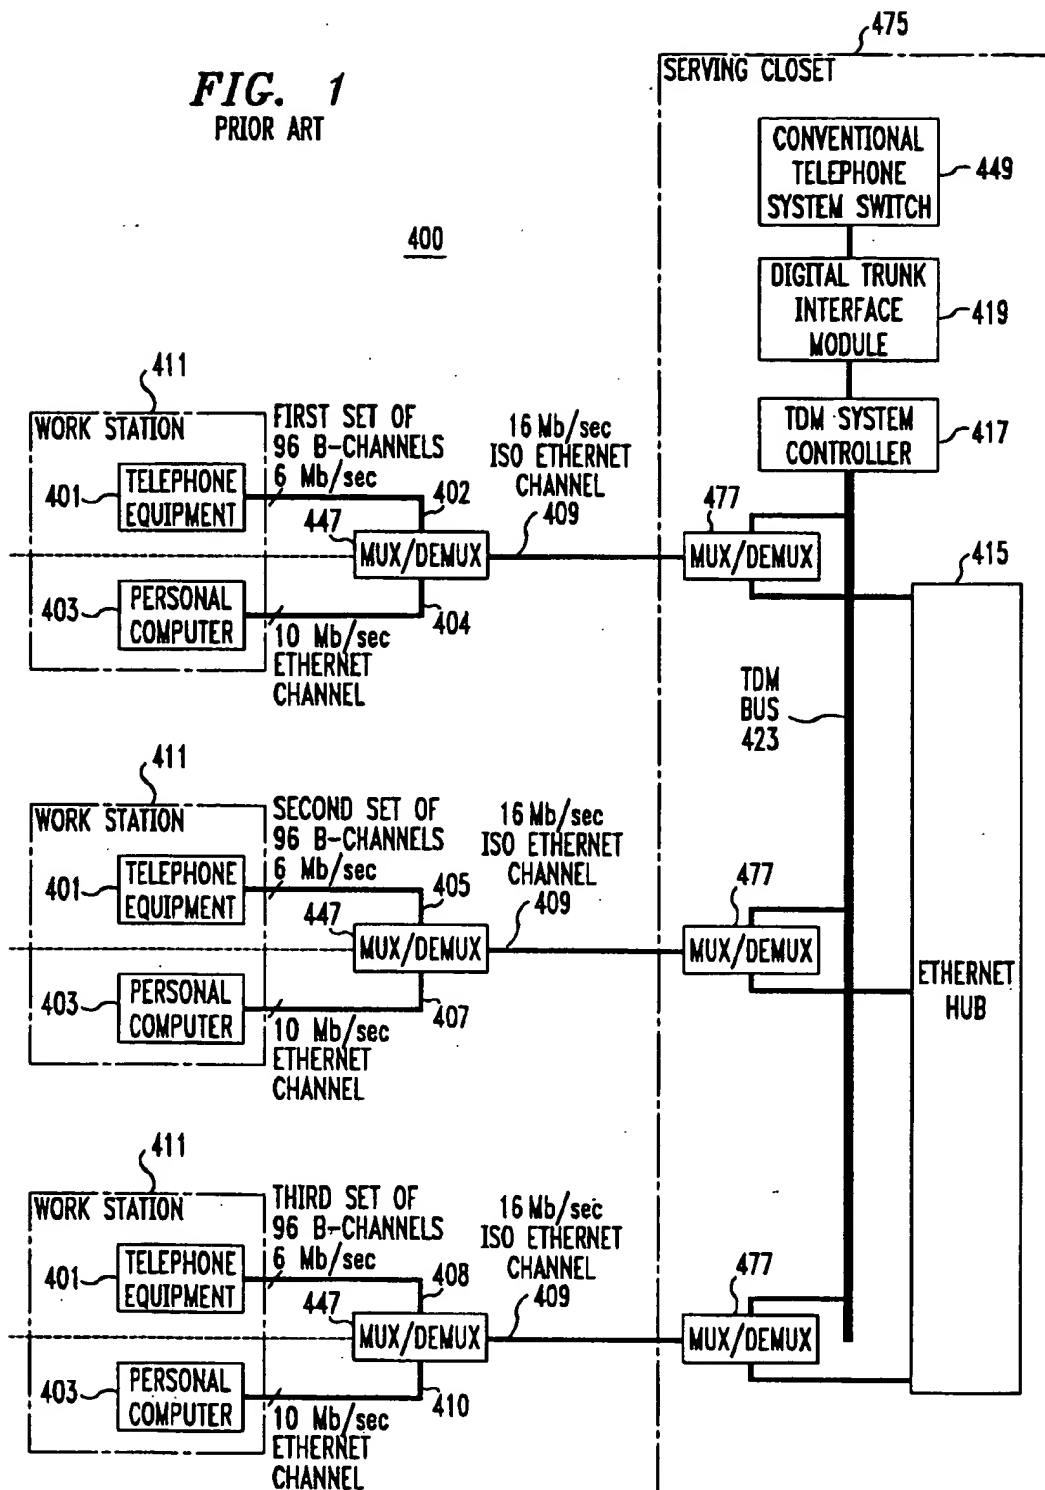 FIG. 1
PRIOR ART
400
475
SERVING CLOSET
CONVENTIONAL
TELEPHONE
SYSTEM SWITCH
449
DIGITAL TRUNK
INTERFACE
MODULE
419
TDM SYSTEM
CONTROLLER
417
411
WORK STATION
401
TELEPHONE
EQUIPMENT
403
PERSONAL
COMPUTER
FIRST SET OF
96 B-CHANNELS
6 Mb/sec
402
447
MUX/DEMUX
404
10 Mb/sec
ETHERNET
CHANNEL
16 Mb/sec
ISO ETHERNET
CHANNEL
409
477
MUX/DEMUX
415
TDM
BUS
423
411
WORK STATION
401
TELEPHONE
EQUIPMENT
403
PERSONAL
COMPUTER
SECOND SET OF
96 B-CHANNELS
6 Mb/sec
405
447
MUX/DEMUX
407
10 Mb/sec
ETHERNET
CHANNEL
16 Mb/sec
ISO ETHERNET
CHANNEL
409
477
MUX/DEMUX
ETHERNET
HUB
411
WORK STATION
401
TELEPHONE
EQUIPMENT
403
PERSONAL
COMPUTER
THIRD SET OF
96 B-CHANNELS
6 Mb/sec
408
447
MUX/DEMUX
410
10 Mb/sec
ETHERNET
CHANNEL
16 Mb/sec
ISO ETHERNET
CHANNEL
409
477
MUX/DEMUX